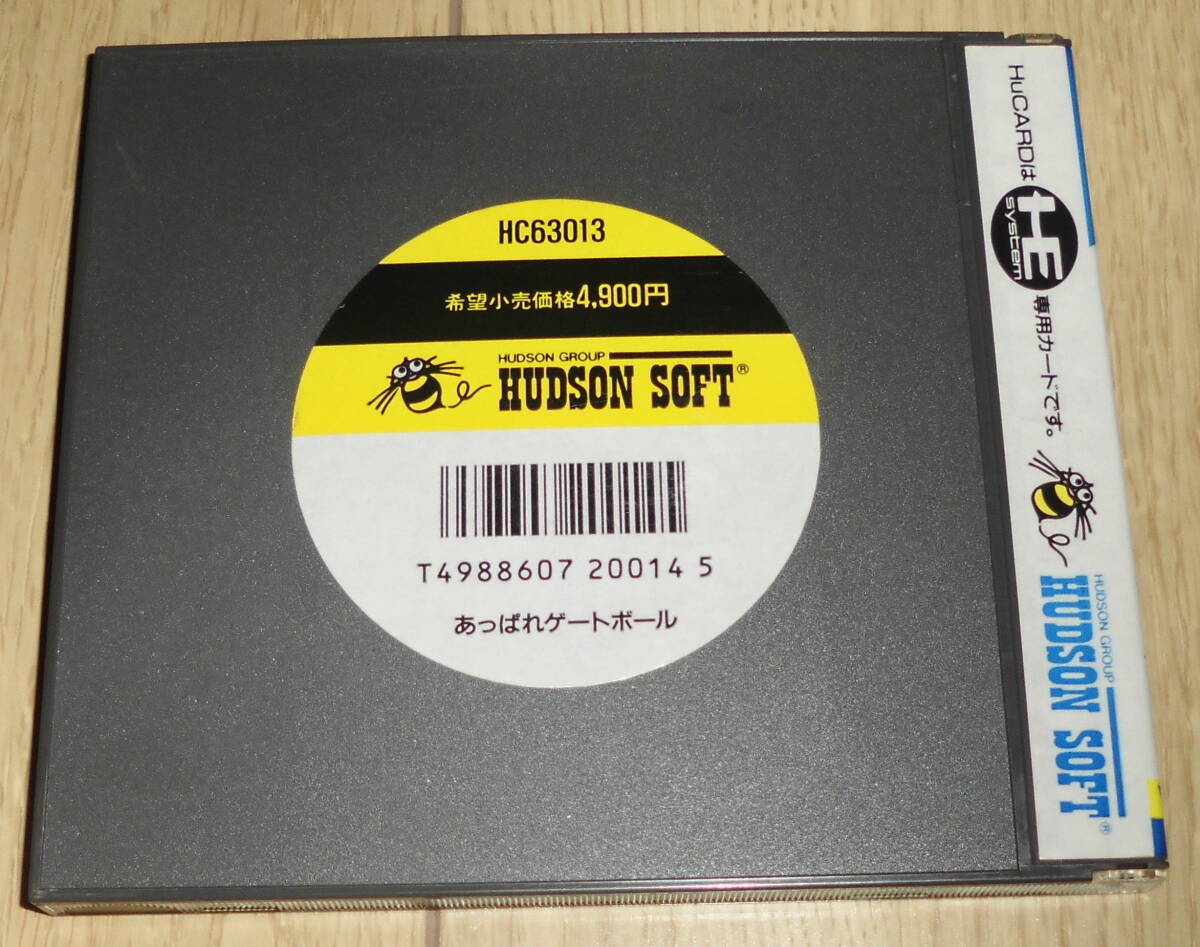 HC63013
希望小売価格4,900円
HUDSON GROUP
HUDSON SOFT®
T4988607 20014 5
あっぱれゲートボール
HuCARDは HE system 専用カードです。
HUDSON GROUP
HUDSON SOFT®